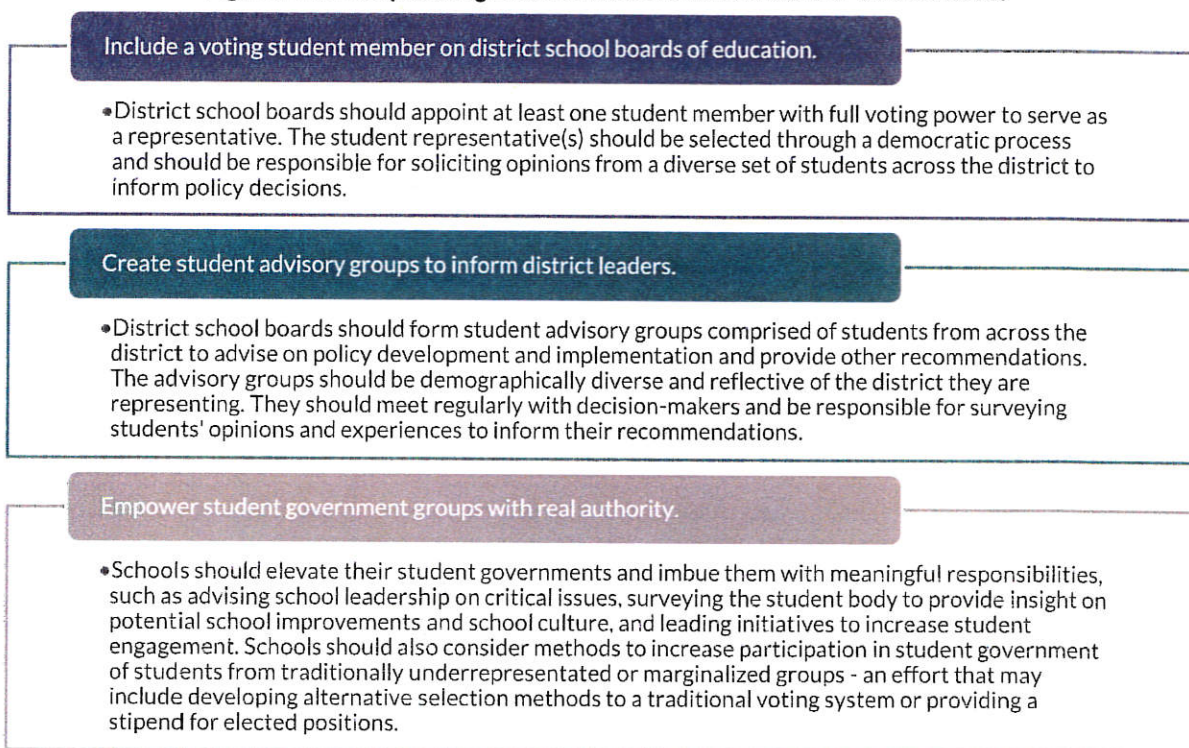 Include a voting student member on district school boards of education.
•District school boards should appoint at least one student member with full voting power to serve as
a representative. The student representative(s) should be selected through a democratic process
and should be responsible for soliciting opinions from a diverse set of students across the district to
inform policy decisions.
Create student advisory groups to inform district leaders.
•District school boards should form student advisory groups comprised of students from across the
district to advise on policy development and implementation and provide other recommendations.
The advisory groups should be demographically diverse and reflective of the district they are
representing. They should meet regularly with decision-makers and be responsible for surveying
students' opinions and experiences to inform their recommendations.
Empower student government groups with real authority.
•Schools should elevate their student governments and imbue them with meaningful responsibilities,
such as advising school leadership on critical issues, surveying the student body to provide insight on
potential school improvements and school culture, and leading initiatives to increase student
engagement. Schools should also consider methods to increase participation in student government
of students from traditionally underrepresentated or marginalized groups - an effort that may
include developing alternative selection methods to a traditional voting system or providing a
stipend for elected positions.